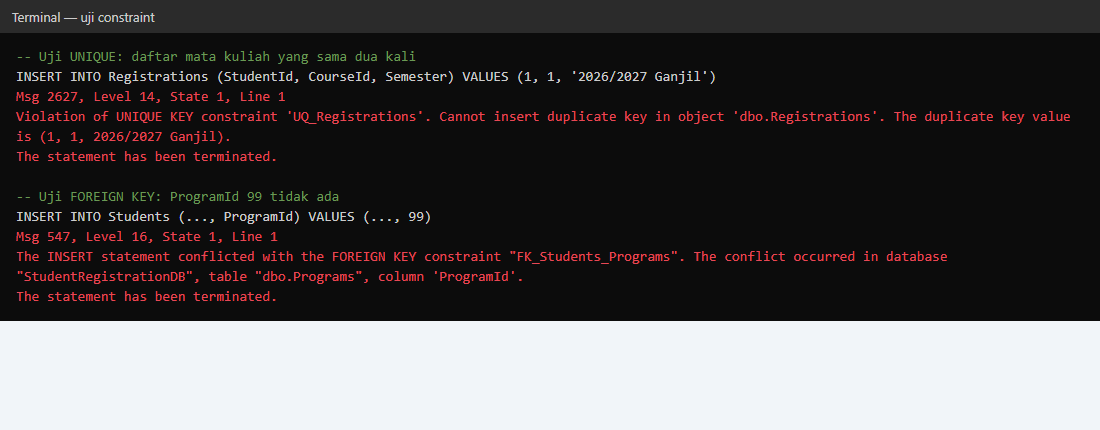 Terminal — uji constraint
-- Uji UNIQUE: daftar mata kuliah yang sama dua kali
INSERT INTO Registrations (StudentId, CourseId, Semester) VALUES (1, 1, '2026/2027 Ganjil')
Msg 2627, Level 14, State 1, Line 1
Violation of UNIQUE KEY constraint 'UQ_Registrations'. Cannot insert duplicate key in object 'dbo.Registrations'. The duplicate key value
is (1, 1, 2026/2027 Ganjil).
The statement has been terminated.
-- Uji FOREIGN KEY: ProgramId 99 tidak ada
INSERT INTO Students (..., ProgramId) VALUES (..., 99)
Msg 547, Level 16, State 1, Line 1
The INSERT statement conflicted with the FOREIGN KEY constraint "FK_Students_Programs". The conflict occurred in database
"StudentRegistrationDB", table "dbo.Programs", column 'ProgramId'.
The statement has been terminated.